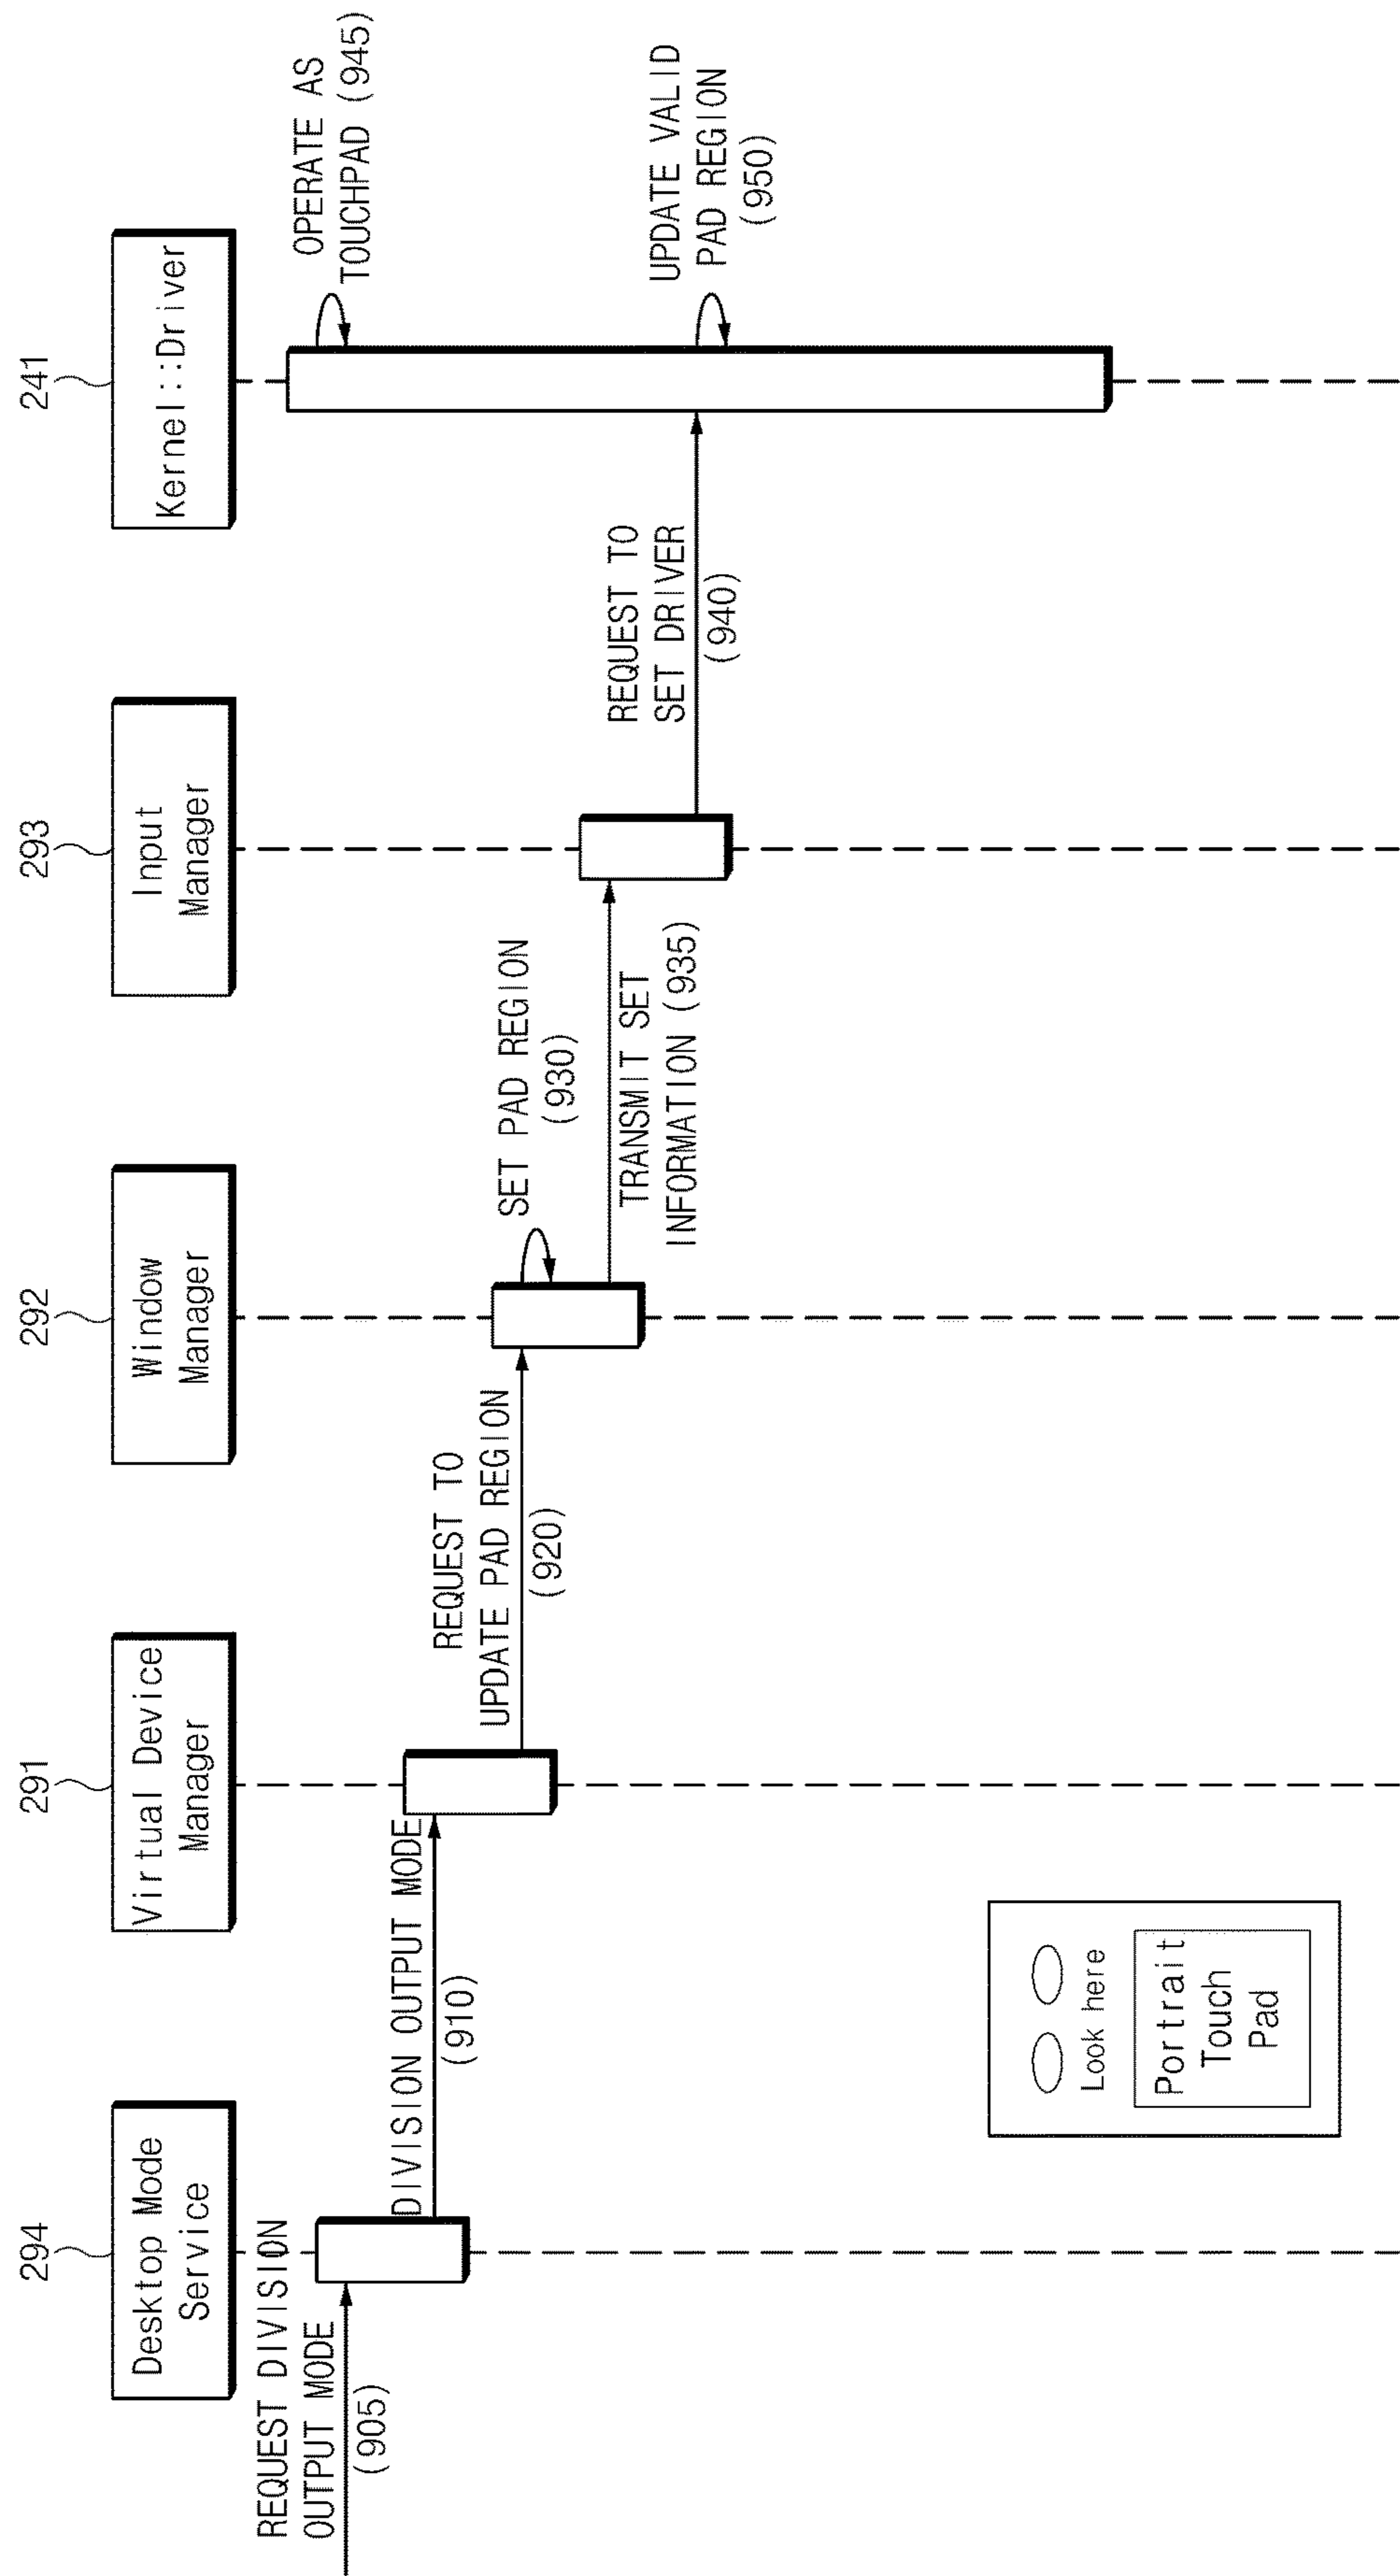 294
291
292
293
241
Desktop Mode
Service
Virtual Device
Manager
Window
Manager
Input
Manager
Kernel::Driver
REQUEST DIVISION
OUTPUT MODE
(905)
DIVISION OUTPUT MODE
(910)
REQUEST TO
UPDATE PAD REGION
(920)
SET PAD REGION
(930)
TRANSMIT SET
INFORMATION (935)
REQUEST TO
SET DRIVER
(940)
OPERATE AS
TOUCHPAD (945)
UPDATE VALID
PAD REGION
(950)
Look here
Portrait
Touch
Pad